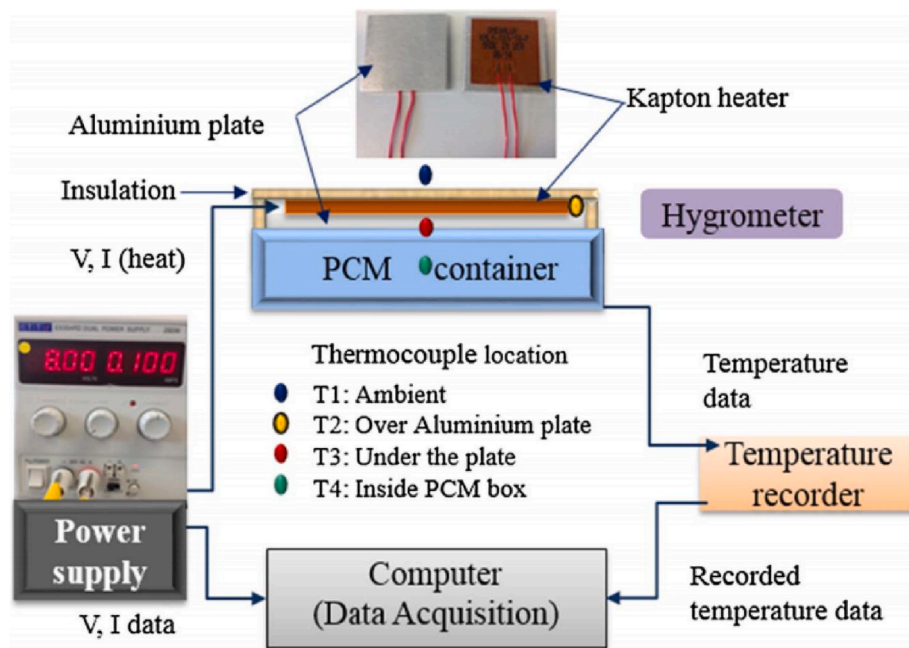 Aluminium plate
Kapton heater
Insulation
Hygrometer
V, I (heat)
PCM container
8.00 0.100
VOLTS
AMPS
Thermocouple location
T1: Ambient
T2: Over Aluminium plate
T3: Under the plate
T4: Inside PCM box
Temperature
data
Temperature
recorder
Power
supply
Computer
(Data Acquisition)
Recorded
temperature data
V, I data